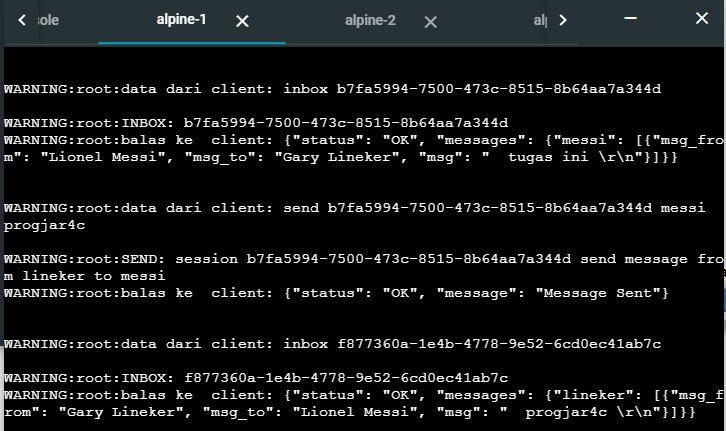 sole
alpine-1
alpine-2
alp
WARNING:root:data dari client: inbox b7fa5994-7500-473c-8515-8b64aa7a344d
WARNING:root:INBOX: b7fa5994-7500-473c-8515-8b64aa7a344d
WARNING:root:balas ke  client: {"status": "OK", "messages": {"messi": [{"msg_fro
m": "Lionel Messi", "msg_to": "Gary Lineker", "msg": "  tugas ini \r\n"}]}}
WARNING:root:data dari client: send b7fa5994-7500-473c-8515-8b64aa7a344d messi
progjar4c
WARNING:root:SEND: session b7fa5994-7500-473c-8515-8b64aa7a344d send message fro
m lineker to messi
WARNING:root:balas ke  client: {"status": "OK", "message": "Message Sent"}
WARNING:root:data dari client: inbox f877360a-1e4b-4778-9e52-6cd0ec41ab7c
WARNING:root:INBOX: f877360a-1e4b-4778-9e52-6cd0ec41ab7c
WARNING:root:balas ke  client: {"status": "OK", "messages": {"lineker": [{"msg_f
rom": "Gary Lineker", "msg_to": "Lionel Messi", "msg": "  progjar4c \r\n"}]}}